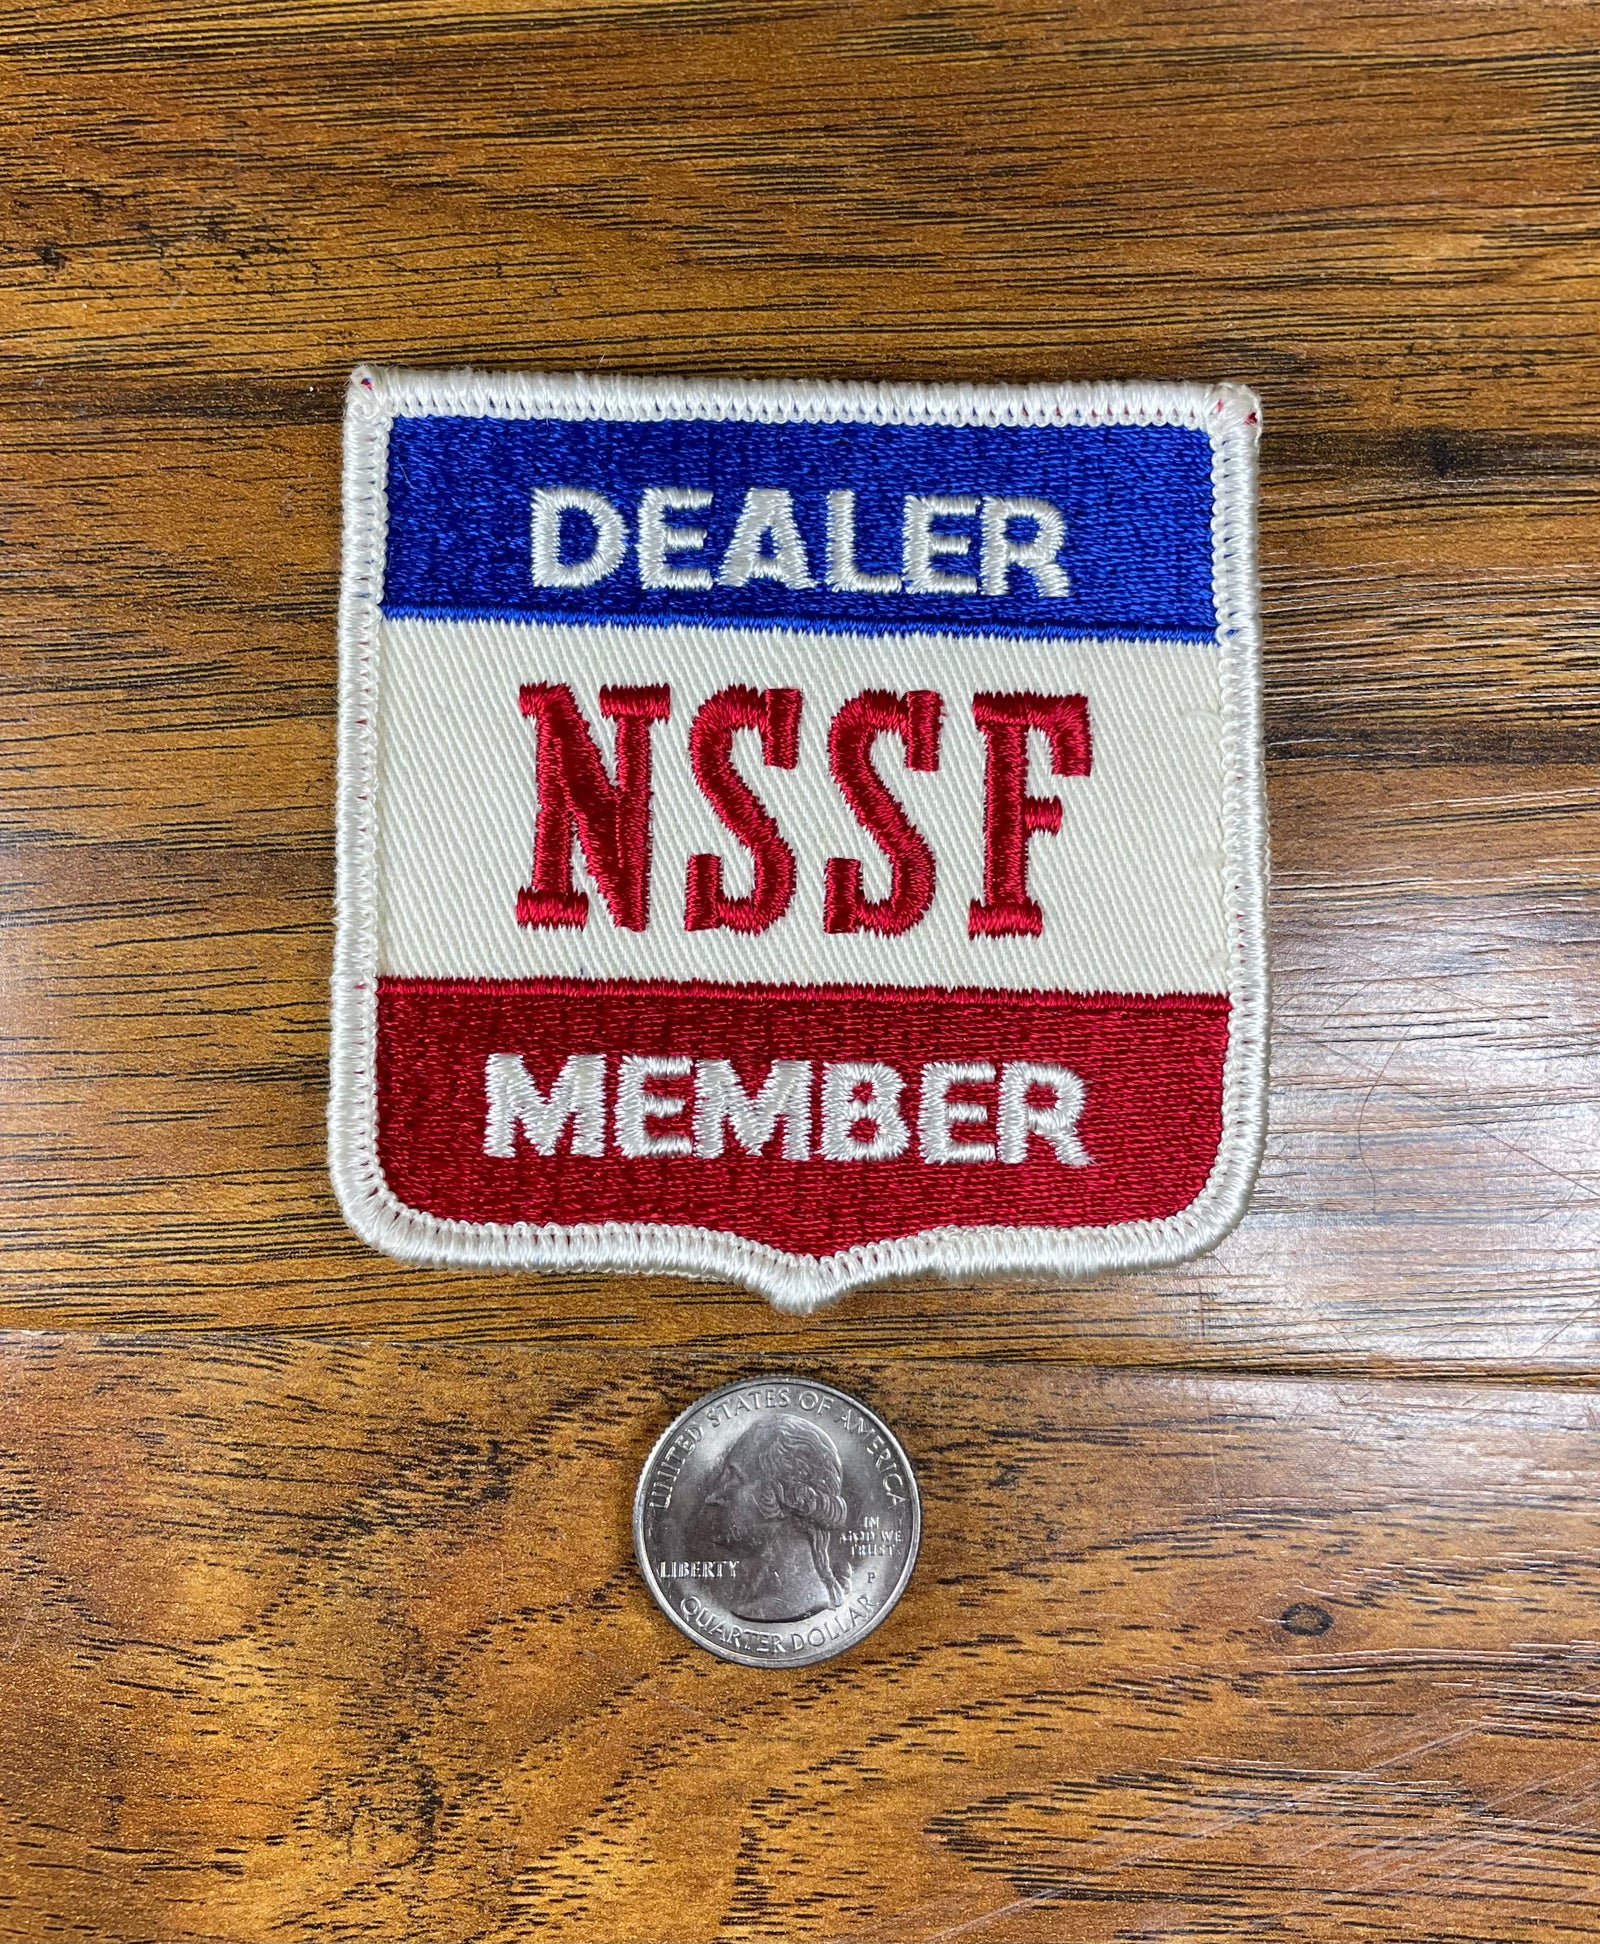 DEALER
NSSF
MEMBER
UNITED STATES OF AMERICA
IN
GOD WE
TRUST
LIBERTY
P
QUARTER DOLLAR